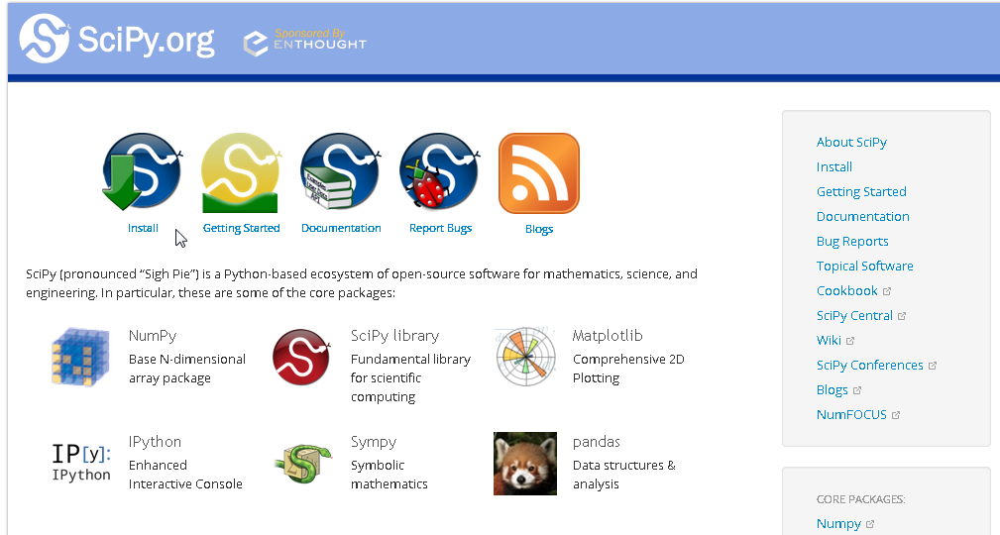 SciPy.org
Sponsored By
ENTHOUGHT
Install
Getting Started
Documentation
Report Bugs
Blogs
SciPy (pronounced “Sigh Pie”) is a Python-based ecosystem of open-source software for mathematics, science, and
engineering. In particular, these are some of the core packages:
NumPy
Base N-dimensional
array package
SciPy library
Fundamental library
for scientific
computing
Matplotlib
Comprehensive 2D
Plotting
IP[y]:
IPython
IPython
Enhanced
Interactive Console
Sympy
Symbolic
mathematics
pandas
Data structures &
analysis
About SciPy
Install
Getting Started
Documentation
Bug Reports
Topical Software
Cookbook
SciPy Central
Wiki
SciPy Conferences
Blogs
NumFOCUS
CORE PACKAGES:
Numpy